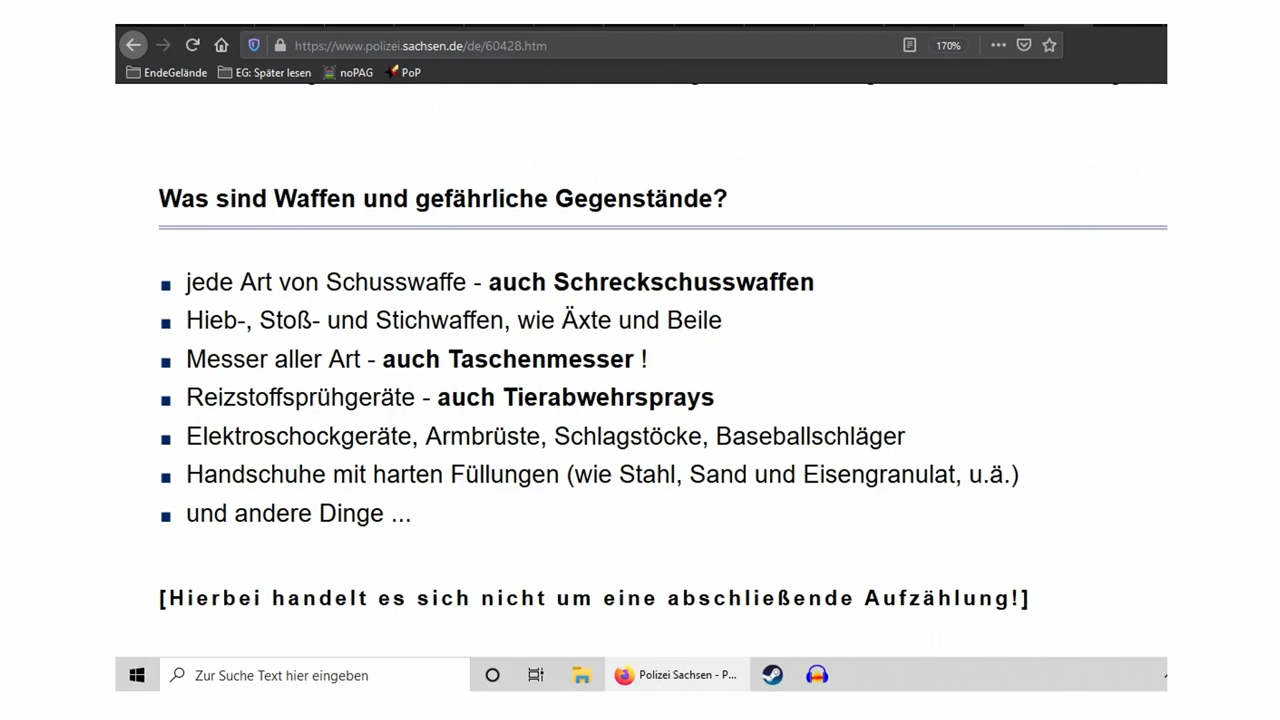 https://www.polizei.sachsen.de/de/60428.htm 170%
EndeGelände EG: Später lesen noPAG PoP
Was sind Waffen und gefährliche Gegenstände?
jede Art von Schusswaffe - auch Schreckschusswaffen
Hieb-, Stoß- und Stichwaffen, wie Äxte und Beile
Messer aller Art - auch Taschenmesser !
Reizstoffsprühgeräte - auch Tierabwehrsprays
Elektroschockgeräte, Armbrüste, Schlagstöcke, Baseballschläger
Handschuhe mit harten Füllungen (wie Stahl, Sand und Eisengranulat, u.ä.)
und andere Dinge ...
[Hierbei handelt es sich nicht um eine abschließende Aufzählung!]
Zur Suche Text hier eingeben Polizei Sachsen - P...